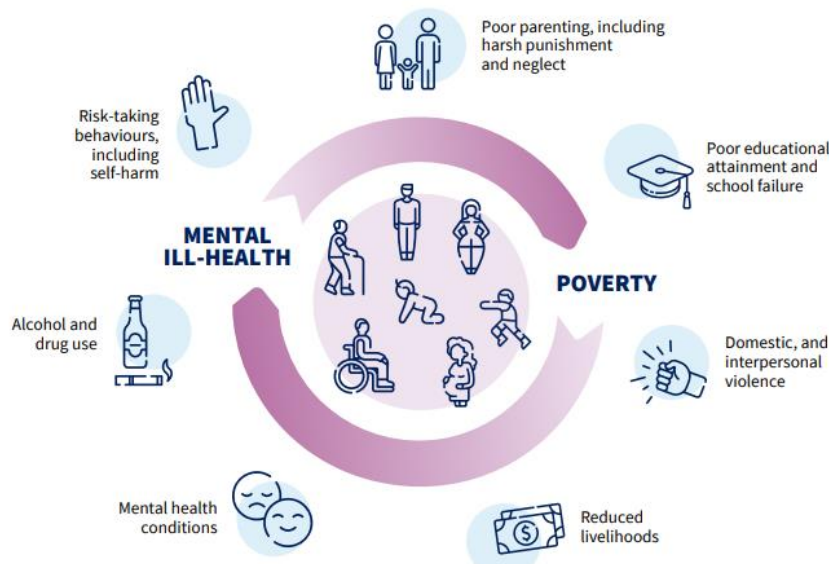 Poor parenting, including
harsh punishment
and neglect
Risk-taking
behaviours,
including
self-harm
Poor educational
attainment and
school failure
MENTAL
ILL-HEALTH
POVERTY
Alcohol and
drug use
Domestic, and
interpersonal
violence
Mental health
conditions
$
Reduced
livelihoods